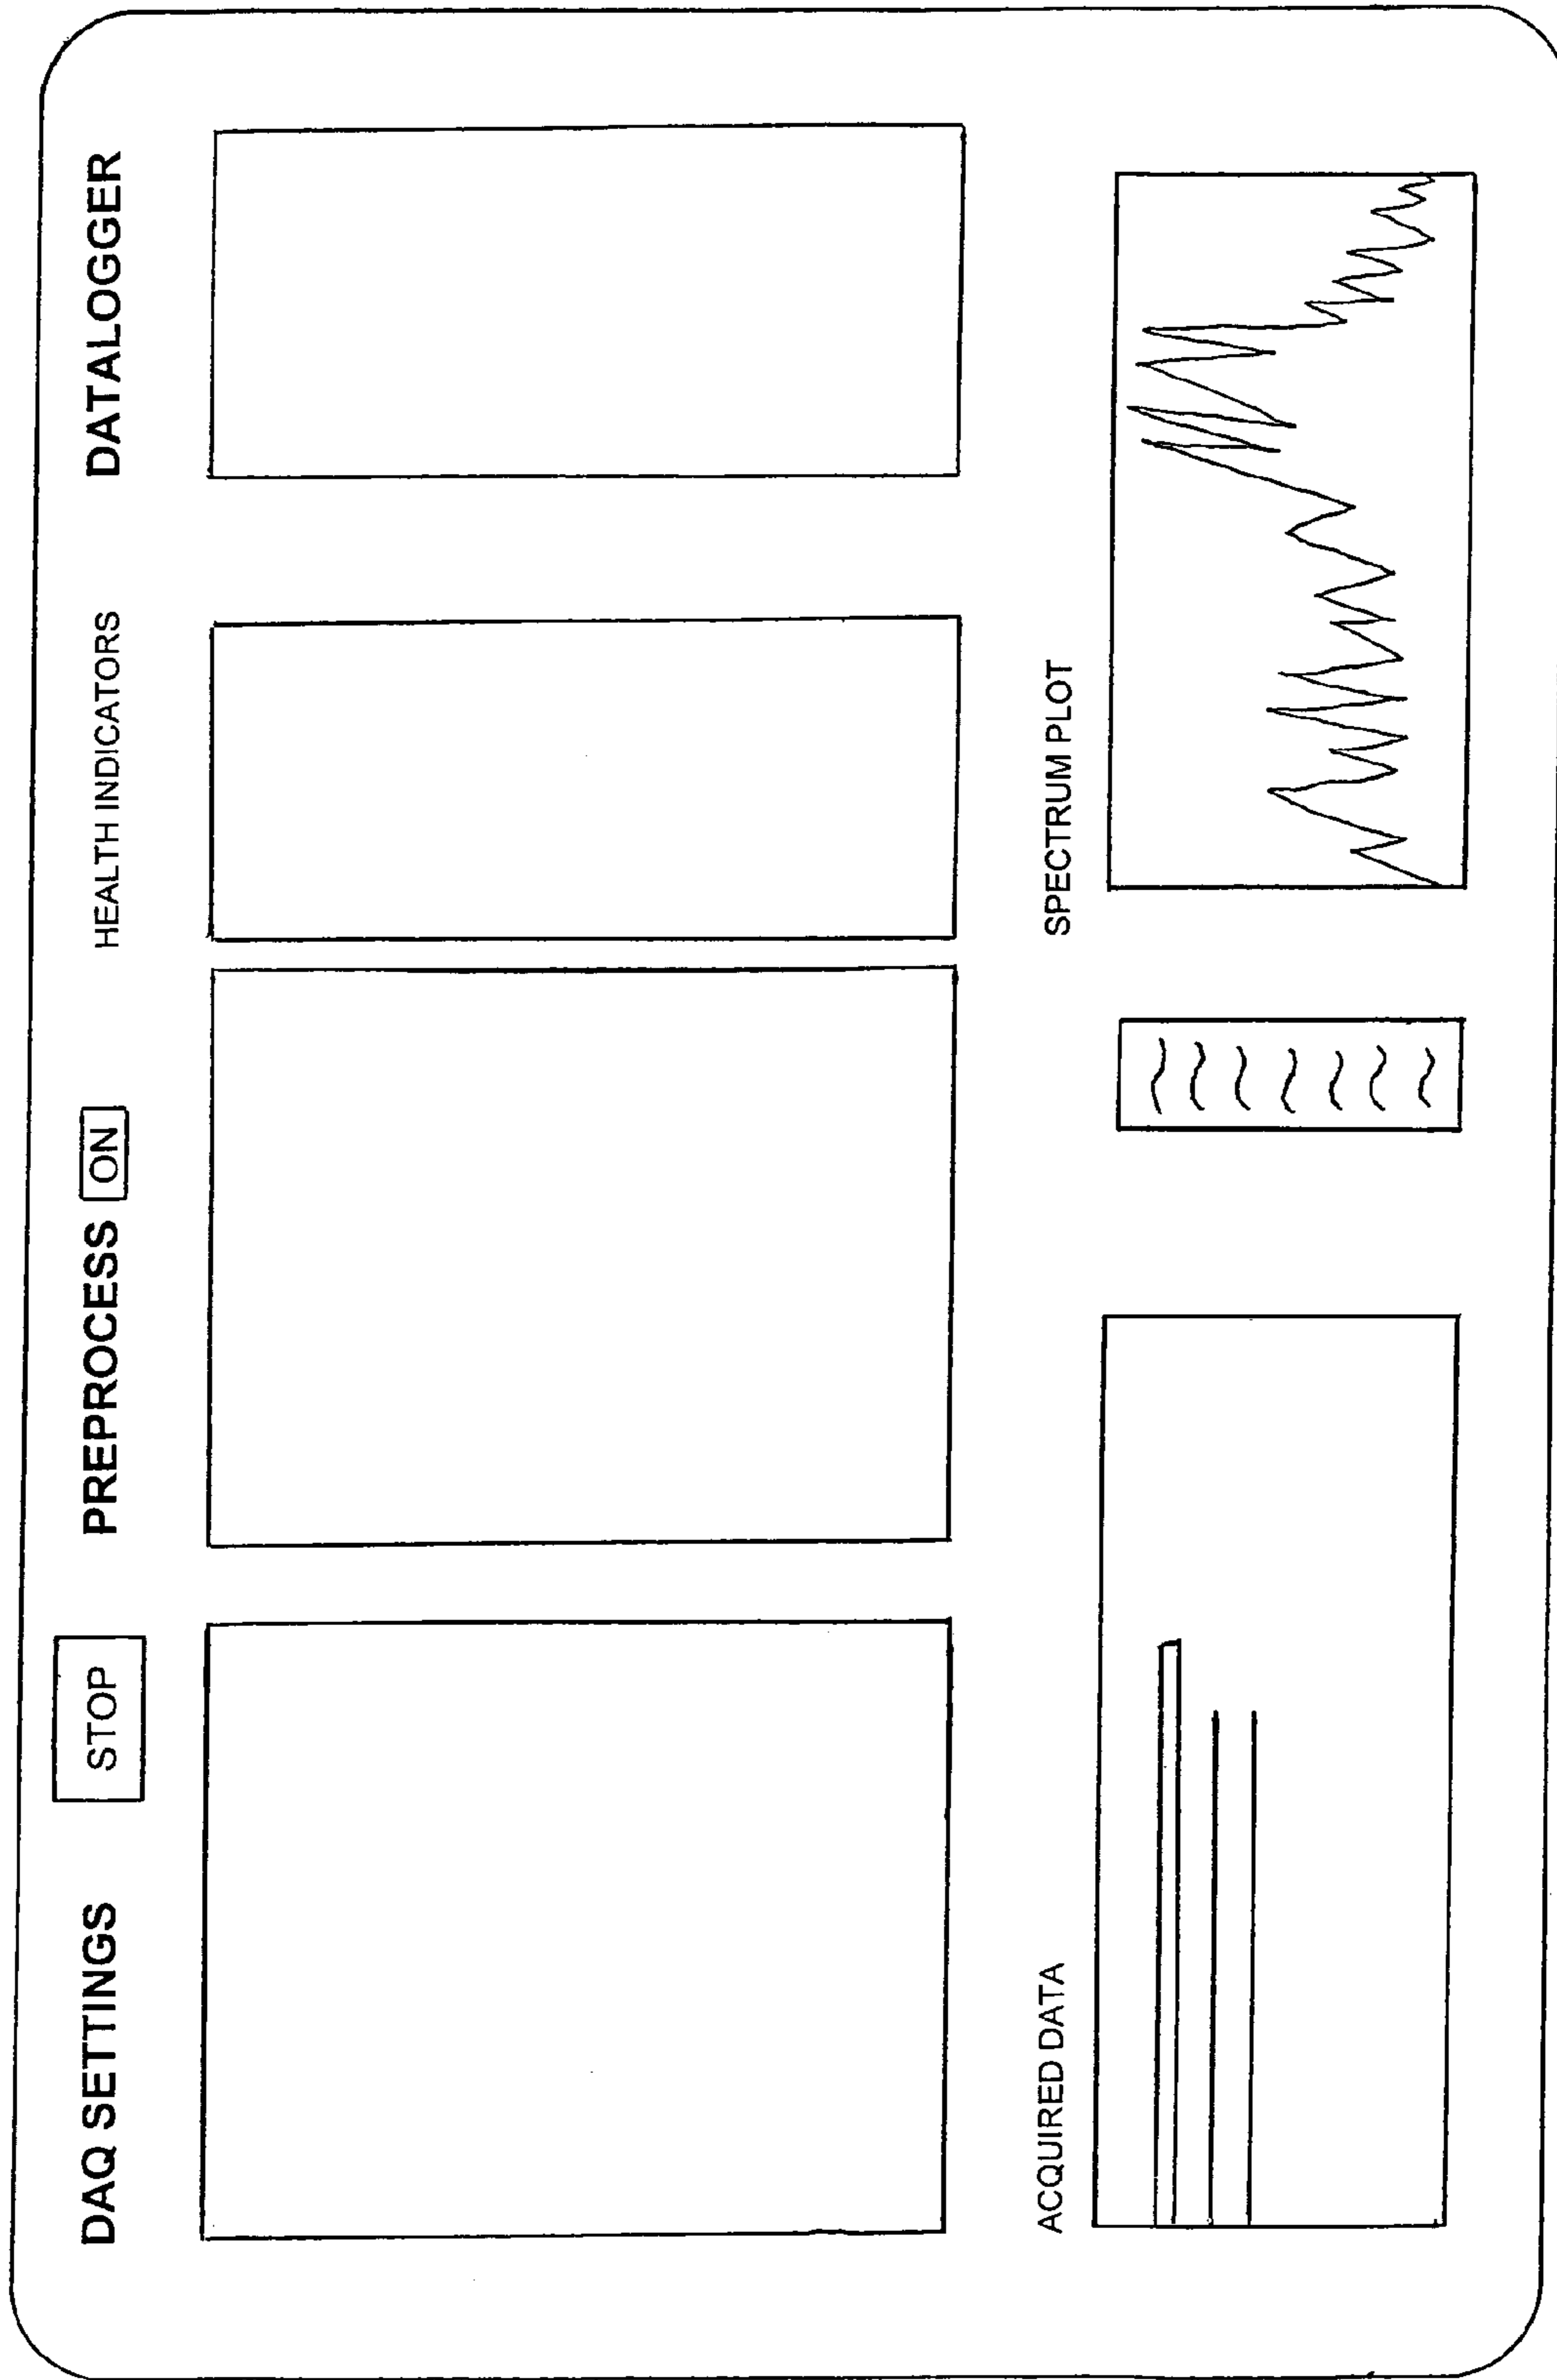 DAQ SETTINGS
STOP
PREPROCESS
ON
HEALTH INDICATORS
DATALOGGER
ACQUIRED DATA
SPECTRUM PLOT